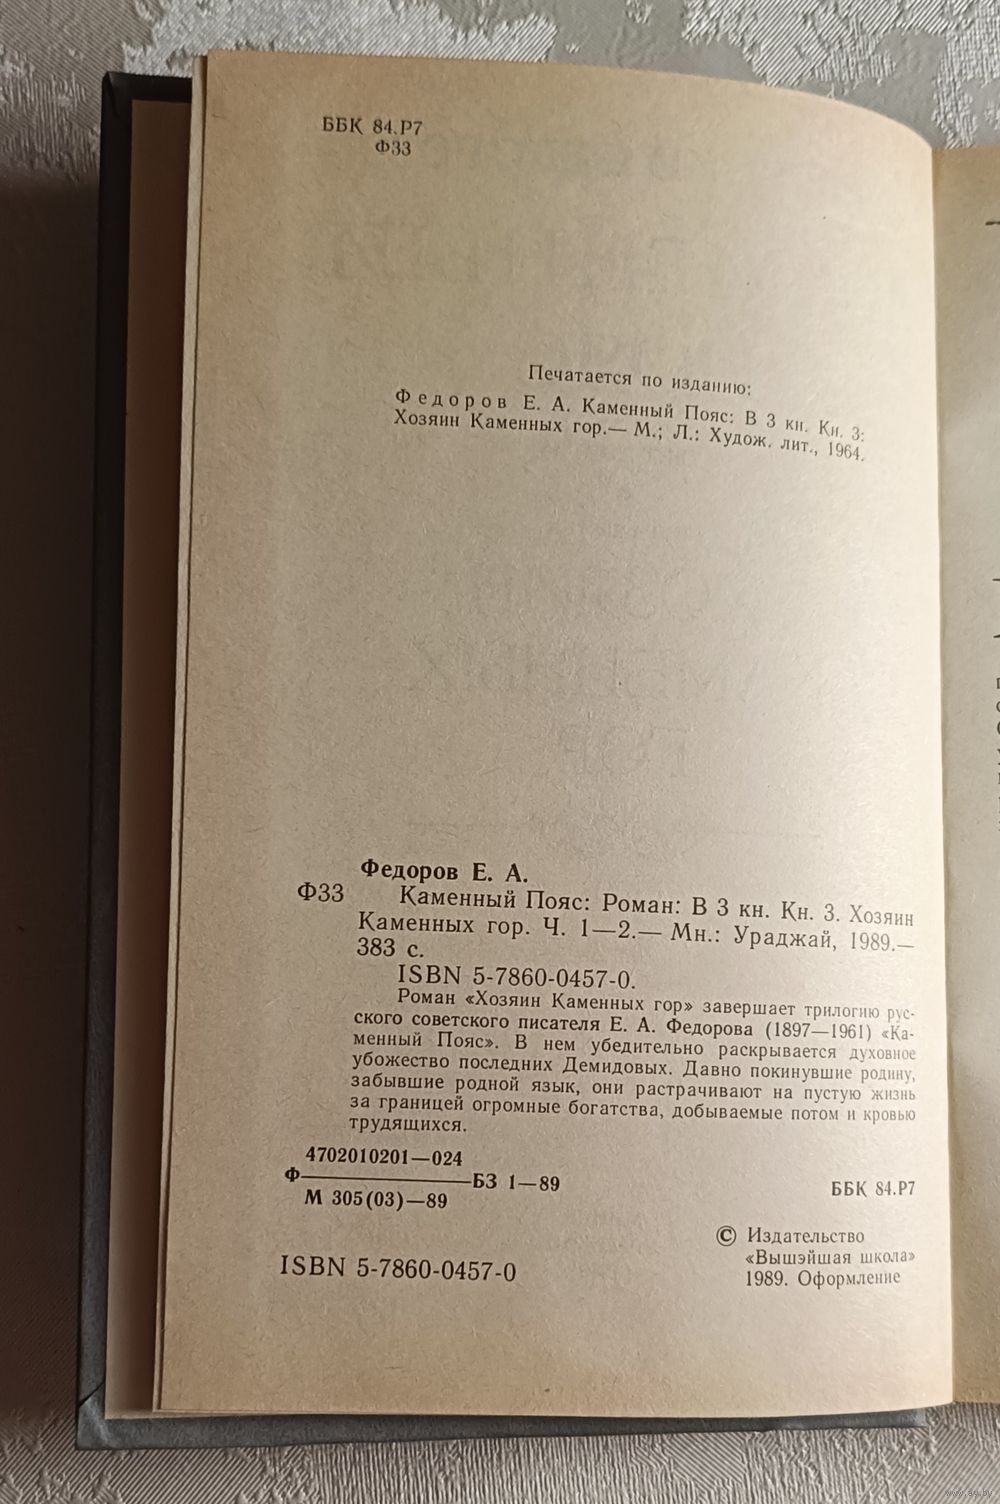 ББК 84.Р7
Ф33
Печатается по изданию:
Федоров Е. А. Каменный Пояс: В 3 кн. Кн. 3:
Хозяин Каменных гор.— М.; Л.: Худож. лит., 1964.
Федоров Е. А.
Ф33 Каменный Пояс: Роман: В 3 кн. Кн. 3. Хозяин
Каменных гор. Ч. 1—2.— Мн.: Ураджай, 1989.—
383 с.
ISBN 5-7860-0457-0.
Роман «Хозяин Каменных гор» завершает трилогию рус-
ского советского писателя Е. А. Федорова (1897—1961) «Ка-
менный Пояс». В нем убедительно раскрывается духовное
убожество последних Демидовых. Давно покинувшие родину,
забывшие родной язык, они растрачивают на пустую жизнь
за границей огромные богатства, добываемые потом и кровью
трудящихся.
4702010201—024
Ф————БЗ 1—89
М 305(03)—89
ББК 84.Р7
© Издательство
«Вышэйшая школа»
1989. Оформление
ISBN 5-7860-0457-0
www.ay.by